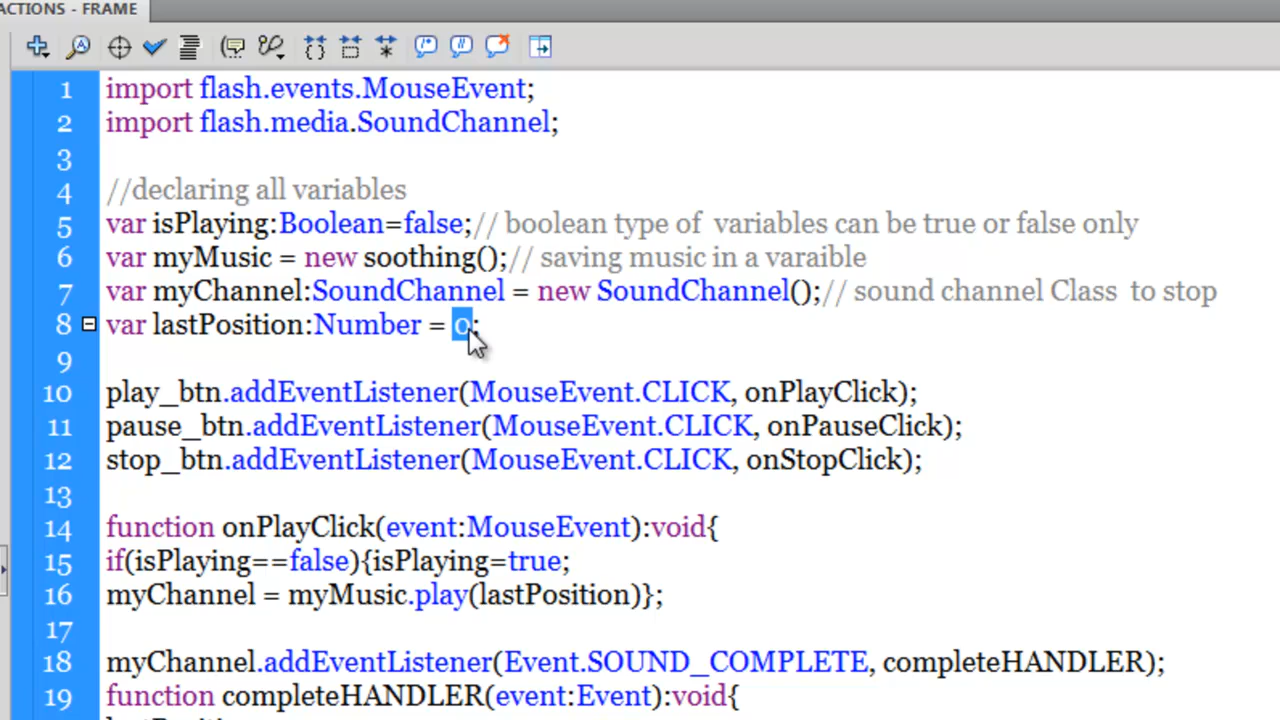 ACTIONS - FRAME
1 import flash.events.MouseEvent;
2 import flash.media.SoundChannel;
3
4 //declaring all variables
5 var isPlaying:Boolean=false;// boolean type of  variables can be true or false only
6 var myMusic = new soothing();// saving music in a varaible
7 var myChannel:SoundChannel = new SoundChannel();// sound channel Class  to stop
8 var lastPosition:Number = 0;
9
10 play_btn.addEventListener(MouseEvent.CLICK, onPlayClick);
11 pause_btn.addEventListener(MouseEvent.CLICK, onPauseClick);
12 stop_btn.addEventListener(MouseEvent.CLICK, onStopClick);
13
14 function onPlayClick(event:MouseEvent):void{
15 if(isPlaying==false){isPlaying=true;
16 myChannel = myMusic.play(lastPosition)};
17
18 myChannel.addEventListener(Event.SOUND_COMPLETE, completeHANDLER);
19 function completeHANDLER(event:Event):void{